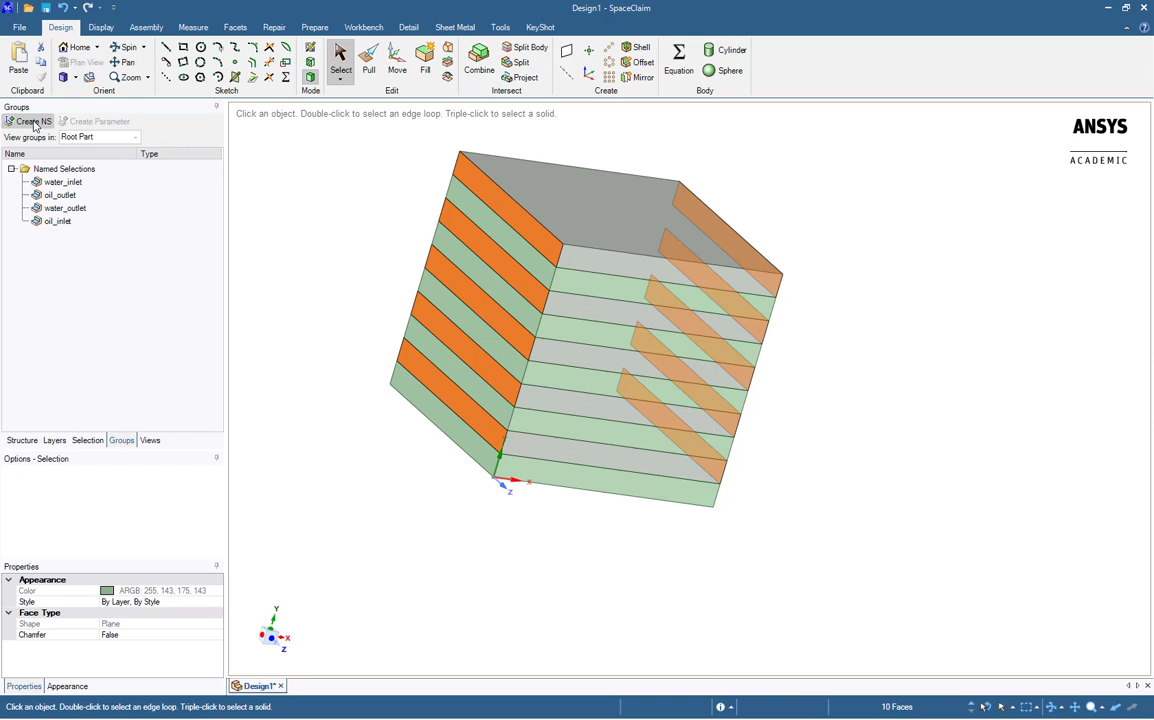 Design1 - SpaceClaim
File Design Display Assembly Measure Facets Repair Prepare Workbench Detail Sheet Metal Tools KeyShot
Home Spin Split Body Shell Cylinder
Plan View Pan Split Offset Sphere
Zoom Project Mirror
Paste Select Pull Move Fill Combine Equation
Clipboard Orient Sketch Mode Edit Intersect Create Body
Groups
Create NS Create Parameter
View groups in: Root Part
Name Type
Named Selections
water_inlet
oil_outlet
water_outlet
oil_inlet
Structure Layers Selection Groups Views
Options - Selection
Properties
Appearance
Color ARGB: 255, 143, 175, 143
Style By Layer, By Style
Face Type
Shape Plane
Chamfer False
Properties Appearance
Click an object. Double-click to select an edge loop. Triple-click to select a solid.
ANSYS
ACADEMIC
X
Z
Y
X
Z
Design1*
Click an object. Double-click to select an edge loop. Triple-click to select a solid. 10 Faces